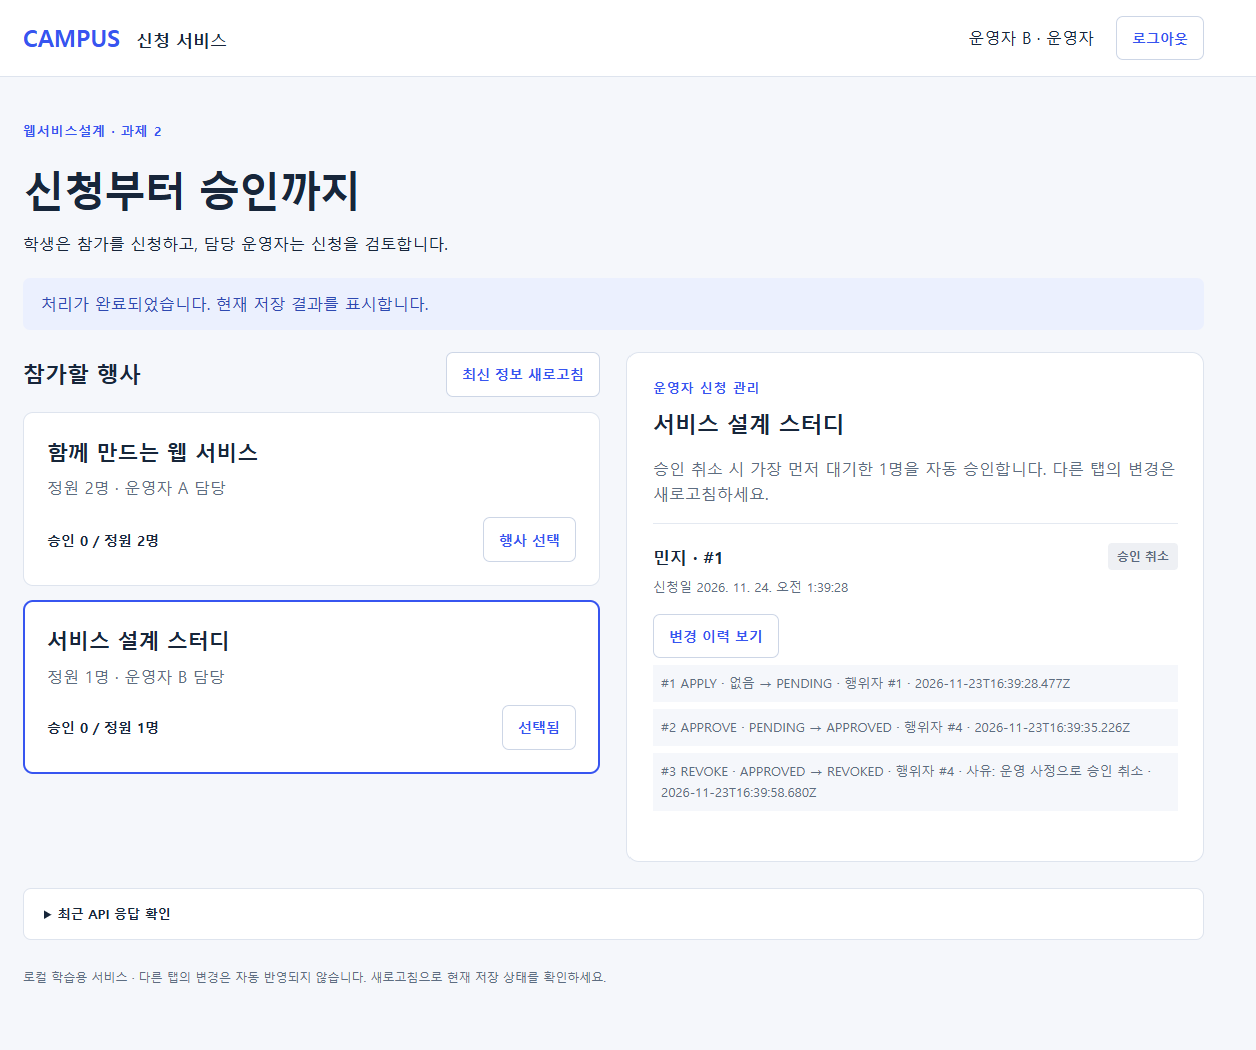 CAMPUS 신청 서비스
운영자 B · 운영자
로그아웃
웹서비스설계 · 과제 2
신청부터 승인까지
학생은 참가를 신청하고, 담당 운영자는 신청을 검토합니다.
처리가 완료되었습니다. 현재 저장 결과를 표시합니다.
참가할 행사
최신 정보 새로고침
함께 만드는 웹 서비스
정원 2명 · 운영자 A 담당
승인 0 / 정원 2명
행사 선택
서비스 설계 스터디
정원 1명 · 운영자 B 담당
승인 0 / 정원 1명
선택됨
운영자 신청 관리
서비스 설계 스터디
승인 취소 시 가장 먼저 대기한 1명을 자동 승인합니다. 다른 탭의 변경은
새로고침하세요.
민지 · #1
승인 취소
신청일 2026. 11. 24. 오전 1:39:28
변경 이력 보기
#1 APPLY · 없음 → PENDING · 행위자 #1 · 2026-11-23T16:39:28.477Z
#2 APPROVE · PENDING → APPROVED · 행위자 #4 · 2026-11-23T16:39:35.226Z
#3 REVOKE · APPROVED → REVOKED · 행위자 #4 · 사유: 운영 사정으로 승인 취소 ·
2026-11-23T16:39:58.680Z
▶ 최근 API 응답 확인
로컬 학습용 서비스 · 다른 탭의 변경은 자동 반영되지 않습니다. 새로고침으로 현재 저장 상태를 확인하세요.